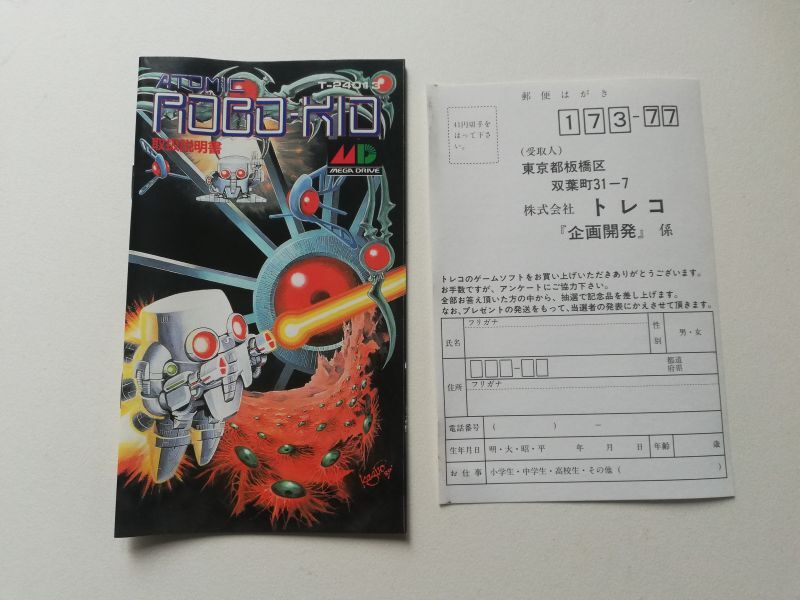 ATOMIC
T-24013
ROBO-KID
取扱説明書
MD
MEGA DRIVE
郵便はがき
41円切手を
はって下さ
い。
173-77
(受取人)
東京都板橋区
双葉町31-7
株式会社 トレコ
『企画開発』係
トレコのゲームソフトをお買い上げいただきありがとうございます。
お手数ですが、アンケートにご協力下さい。
全部お答え頂いた方の中から、抽選で記念品を差し上げます。
なお、プレゼントの発送をもって、当選者の発表にかえさせて頂きます。
フリガナ
氏名
性別
男・女
住所
都道
府県
フリガナ
電話番号 ( ) −
生年月日 明・大・昭・平 年 月 日 年齢 歳
お仕事 小学生・中学生・高校生・その他 ( )